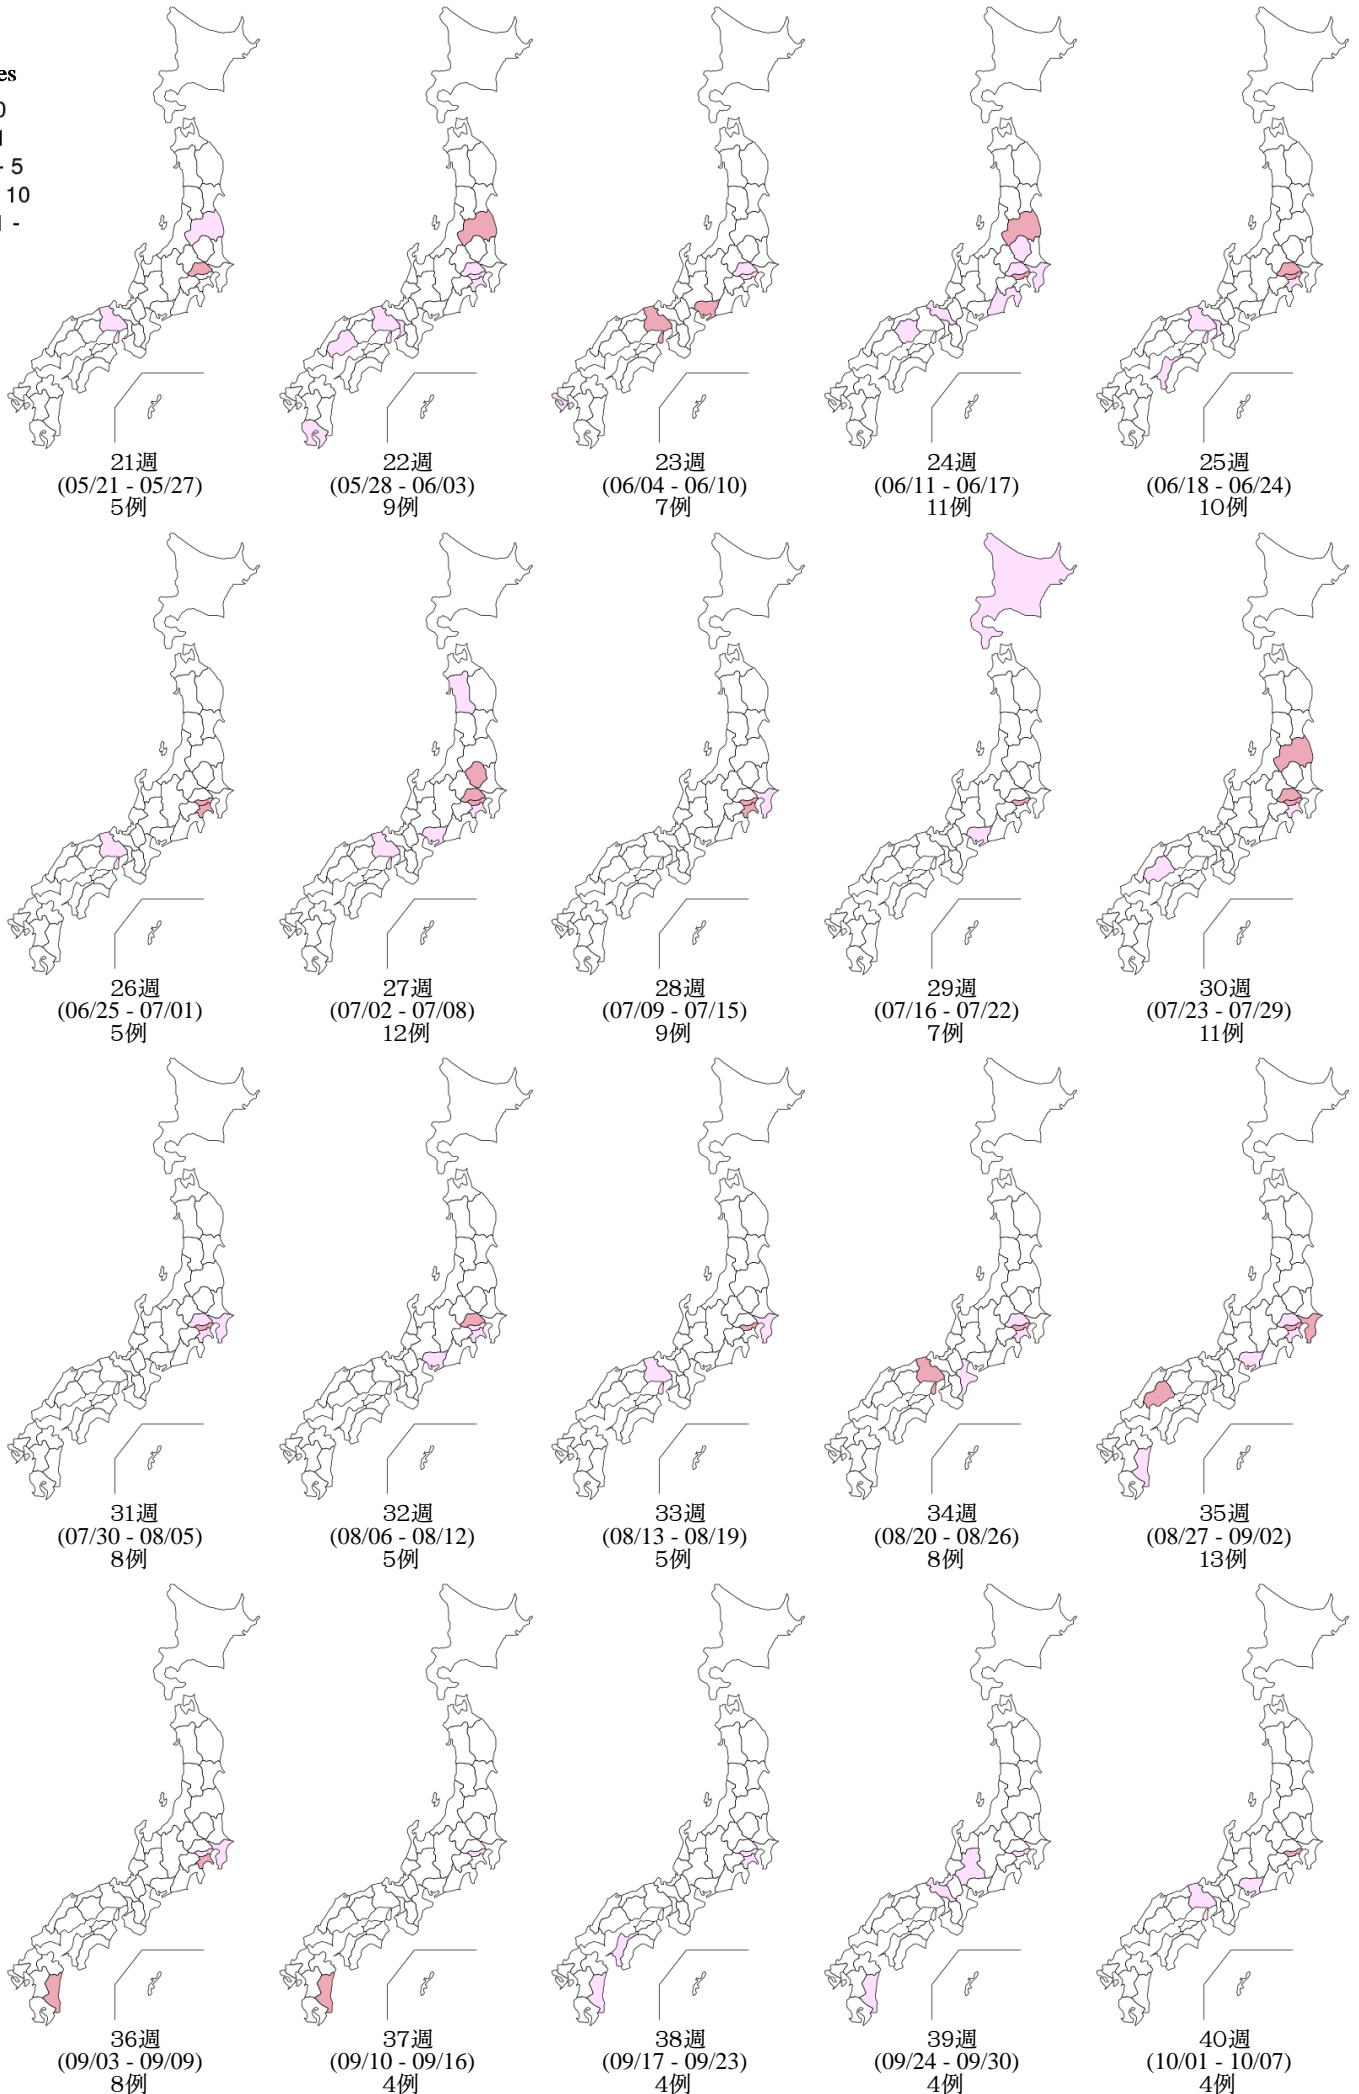 es
0
1
- 5
10
1 -
21週
(05/21 - 05/27)
5例
22週
(05/28 - 06/03)
9例
23週
(06/04 - 06/10)
7例
24週
(06/11 - 06/17)
11例
25週
(06/18 - 06/24)
10例
26週
(06/25 - 07/01)
5例
27週
(07/02 - 07/08)
12例
28週
(07/09 - 07/15)
9例
29週
(07/16 - 07/22)
7例
30週
(07/23 - 07/29)
11例
31週
(07/30 - 08/05)
8例
32週
(08/06 - 08/12)
5例
33週
(08/13 - 08/19)
5例
34週
(08/20 - 08/26)
8例
35週
(08/27 - 09/02)
13例
36週
(09/03 - 09/09)
8例
37週
(09/10 - 09/16)
4例
38週
(09/17 - 09/23)
4例
39週
(09/24 - 09/30)
4例
40週
(10/01 - 10/07)
4例